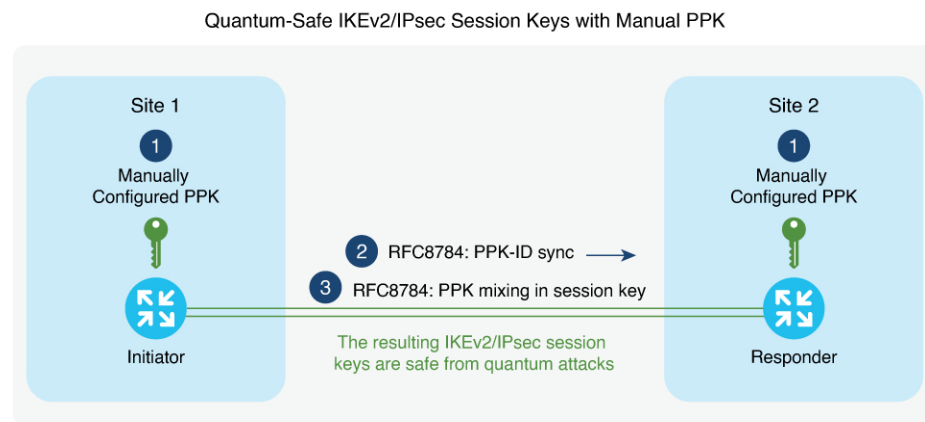 Quantum-Safe IKEv2/IPsec Session Keys with Manual PPK
Site 1
1
Manually
Configured PPK
Initiator
2 RFC8784: PPK-ID sync
3 RFC8784: PPK mixing in session key
The resulting IKEv2/IPsec session
keys are safe from quantum attacks
Site 2
1
Manually
Configured PPK
Responder